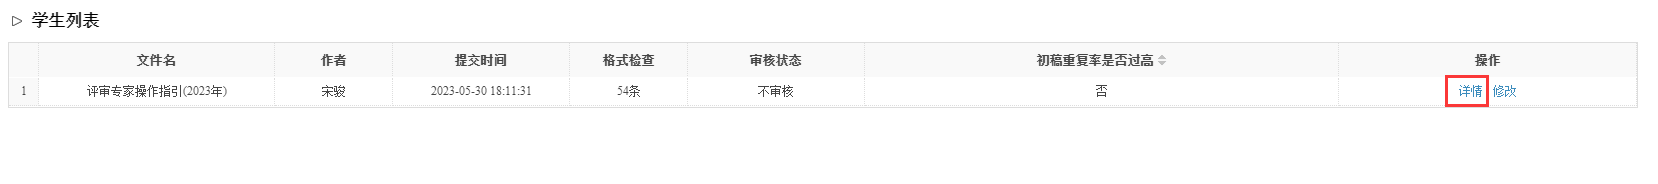 学生列表
文件名 作者 提交时间 格式检查 审核状态 初稿重复率是否过高 操作
1 评审专家操作指引(2023年) 宋骏 2023-05-30 18:11:31 54条 不审核 否 详情 修改